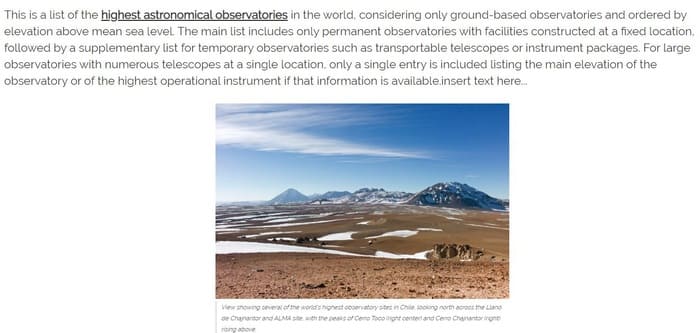 This is a list of the highest astronomical observatories in the world, considering only ground-based observatories and ordered by
elevation above mean sea level. The main list includes only permanent observatories with facilities constructed at a fixed location,
followed by a supplementary list for temporary observatories such as transportable telescopes or instrument packages. For large
observatories with numerous telescopes at a single location, only a single entry is included listing the main elevation of the
observatory or of the highest operational instrument if that information is available.insert text here...
View showing several of the world's highest observatory sites in Chile, looking north across the Llano
de Chajnantor and ALMA site, with the peaks of Cerro Toco (right center) and Cerro Chajnantor (right)
rising above